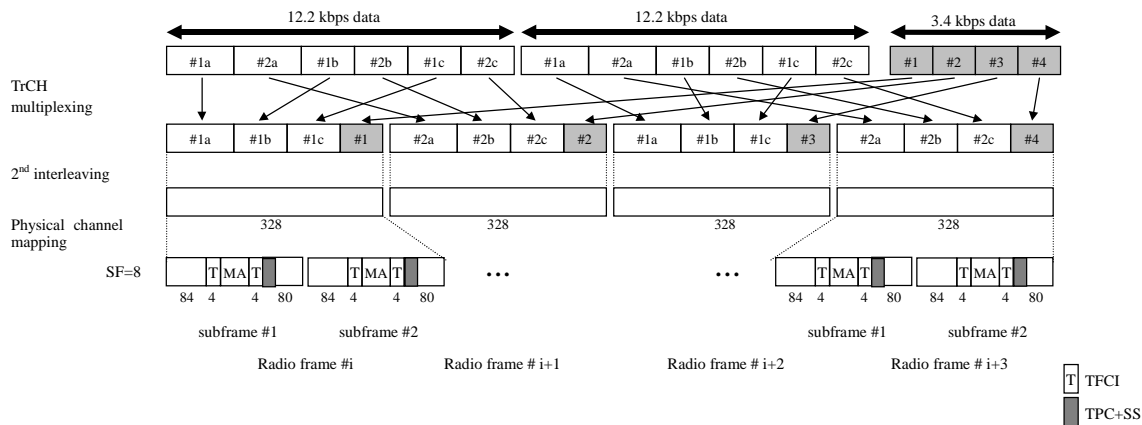 12.2 kbps data 12.2 kbps data 3.4 kbps data
#1a #2a #1b #2b #1c #2c #1a #2a #1b #2b #1c #2c #1 #2 #3 #4
TrCH
multiplexing
#1a #1b #1c #1 #2a #2b #2c #2 #1a #1b #1c #3 #2a #2b #2c #4
2nd interleaving
Physical channel
mapping
328 328 328 328
SF=8
T MA T T MA T ... ... T MA T T MA T
84 4 4 80 84 4 4 80 84 4 4 80 84 4 4 80
subframe #1 subframe #2 subframe #1 subframe #2
Radio frame #i Radio frame # i+1 Radio frame # i+2 Radio frame # i+3
T TFCI
TPC+SS